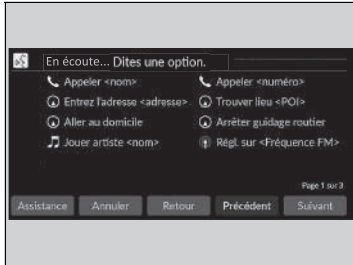 En écoute... Dites une option.
Appeler <nom> Appeler <numéro>
Entrez l'adresse <adresse> Trouver lieu <POI>
Aller au domicile Arrêter guidage routier
Jouer artiste <nom> Régl. sur <Fréquence FM>
Page 1 sur 3
Assistance Annuler Retour Précédent Suivant